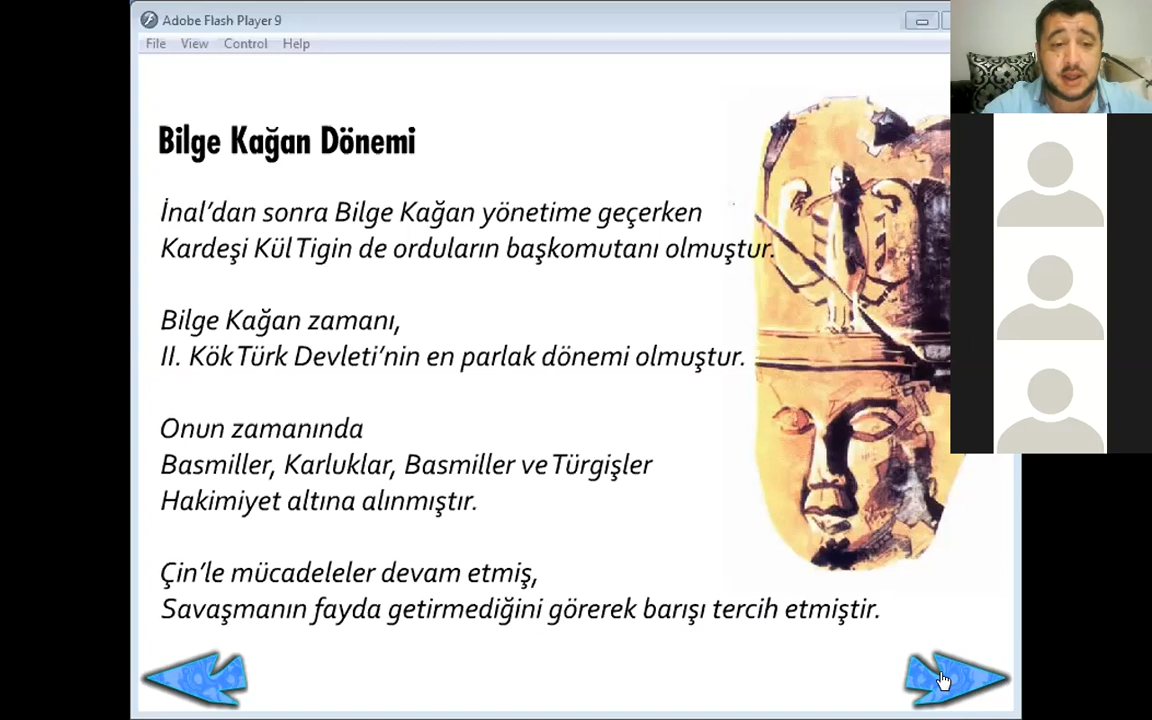 Adobe Flash Player 9
File View Control Help
Bilge Kağan Dönemi
İnal’dan sonra Bilge Kağan yönetime geçerken
Kardeşi Kül Tigin de orduların başkomutanı olmuştur.
Bilge Kağan zamanı,
II. Kök Türk Devleti’nin en parlak dönemi olmuştur.
Onun zamanında
Basmiller, Karluklar, Basmiller ve Türgişler
Hakimiyet altına alınmıştır.
Çin’le mücadeleler devam etmiş,
Savaşmanın fayda getirmediğini görerek barışı tercih etmiştir.